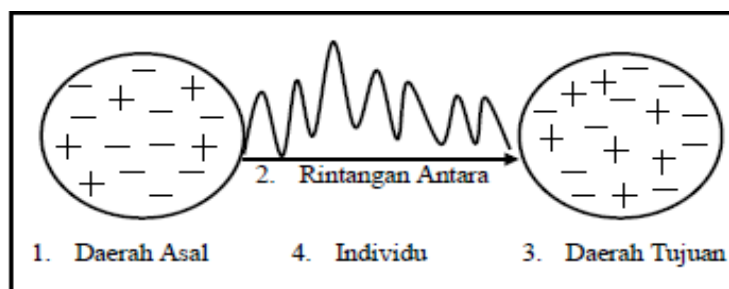 2. Rintangan Antara
1. Daerah Asal
4. Individu
3. Daerah Tujuan